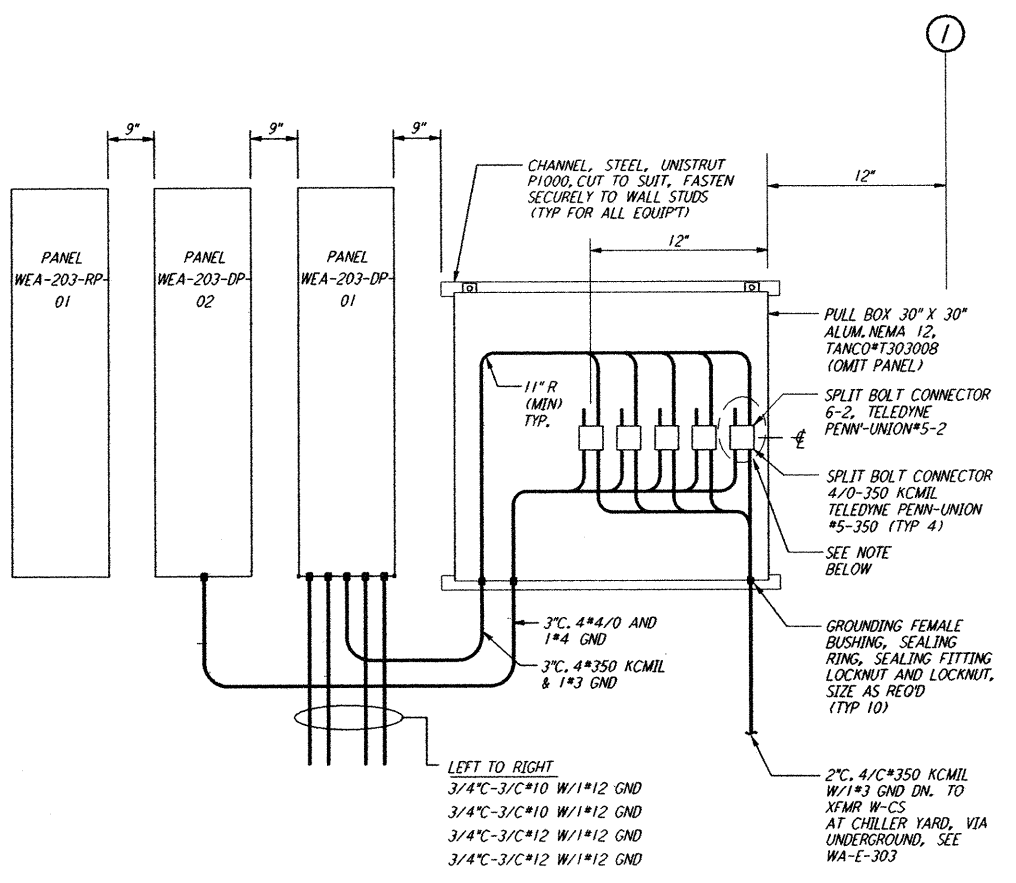 1
9"
9"
9"
CHANNEL, STEEL, UNISTRUT
P1000, CUT TO SUIT, FASTEN
SECURELY TO WALL STUDS
(TYP FOR ALL EQUIP'T)
12"
12"
PANEL
WEA-203-RP-
01
PANEL
WEA-203-DP-
02
PANEL
WEA-203-DP-
01
PULL BOX 30" X 30"
ALUM. NEMA 12,
TANCO#T303008
(OMIT PANEL)
11" R
(MIN)
TYP.
SPLIT BOLT CONNECTOR
6-2, TELEDYNE
PENN'-UNION#5-2
℄
SPLIT BOLT CONNECTOR
4/0-350 KCMIL
TELEDYNE PENN-UNION
#5-350 (TYP 4)
SEE NOTE
BELOW
3"C. 4#4/0 AND
1#4 GND
3"C. 4#350 KCMIL
& 1#3 GND
GROUNDING FEMALE
BUSHING, SEALING
RING, SEALING FITTING
LOCKNUT AND LOCKNUT,
SIZE AS REQ'D
(TYP 10)
LEFT TO RIGHT
3/4"C-3/C#10 W/1#12 GND
3/4"C-3/C#10 W/1#12 GND
3/4"C-3/C#12 W/1#12 GND
3/4"C-3/C#12 W/1#12 GND
2"C. 4/C#350 KCMIL
W/1#3 GND DN. TO
XFMR W-CS
AT CHILLER YARD, VIA
UNDERGROUND, SEE
WA-E-303